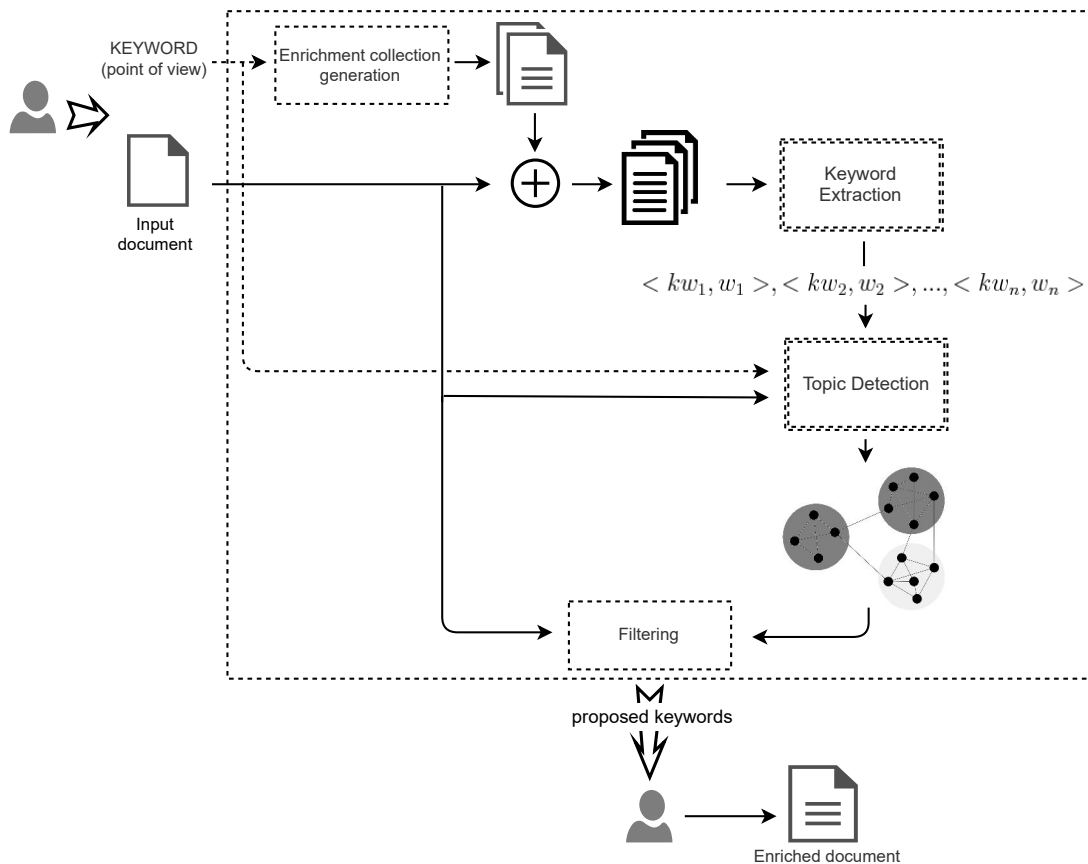 KEYWORD
(point of view)
Enrichment collection
generation
Input
document
Keyword
Extraction
< kw₁, w₁ >, < kw₂, w₂ >, ..., < kwₙ, wₙ >
Topic Detection
Filtering
proposed keywords
Enriched document